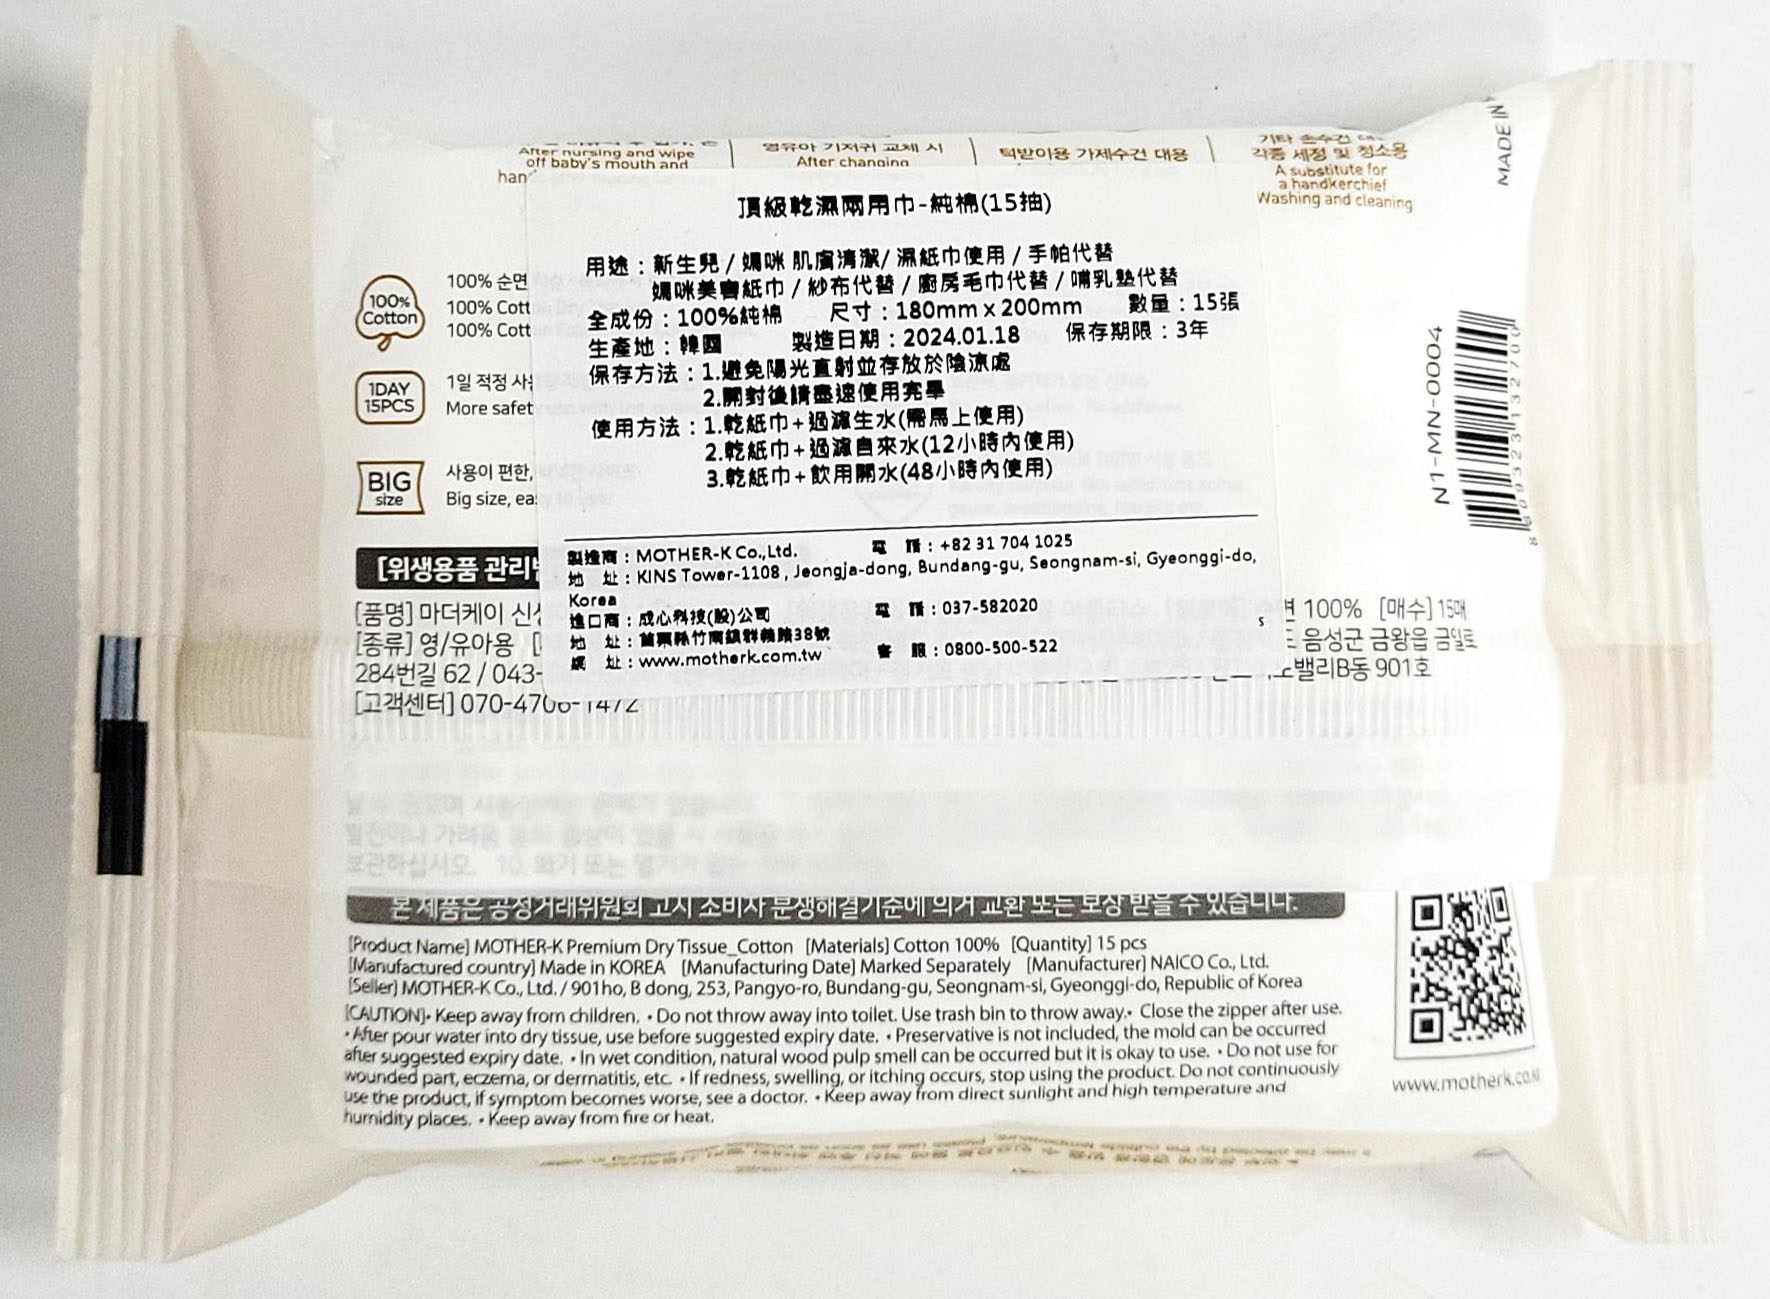 After nursing and wipe
off baby's mouth and
han
영유아 기저귀 교체 시
After changing
턱받이용 가제수건 대용
기타 손수건 대
각종 세정 및 청소용
A substitute for
a handkerchief
Washing and cleaning
MADE IN
頂級乾濕兩用巾-純棉(15抽)
用途：新生兒 / 媽咪 肌膚清潔/ 濕紙巾使用 / 手帕代替
媽咪美容紙巾 / 紗布代替 / 廚房毛巾代替 / 哺乳墊代替
全成份：100%純棉 尺寸：180mm x 200mm 數量：15張
生產地：韓國 製造日期：2024.01.18 保存期限：3年
保存方法：1.避免陽光直射並存放於陰涼處
2.開封後請盡速使用完畢
使用方法：1.乾紙巾+過濾生水(需馬上使用)
2.乾紙巾+過濾自來水(12小時內使用)
3.乾紙巾+飲用開水(48小時內使用)
製造商：MOTHER-K Co.,Ltd. 電 話：+82 31 704 1025
地 址：KINS Tower-1108 , Jeongja-dong, Bundang-gu, Seongnam-si, Gyeonggi-do,
Korea
進口商：成心科技(股)公司 電 話：037-582020
地 址：苗栗縣竹南鎮群義路38號
網 址：www.motherk.com.tw 客 服：0800-500-522
s
100%
Cotton
100% 순면
100% Cott
100% Cott
1DAY
15PCS
1일 적정 사
More safet
BIG
size
사용이 편한,
Big size, ea
N1-MN-0004
[위생용품 관리
[품명] 마더케이 신 면 100% [매수] 15매
[종류] 영/유아용 [ 음성군 금왕읍 금일로
284번길 62 / 043- 밸리B동 901호
[고객센터] 070-4706-1472
본 제품은 공정거래위원회 고시 소비자 분쟁해결기준에 의거 교환 또는 보상 받을 수 있습니다.
[Product Name] MOTHER-K Premium Dry Tissue_Cotton [Materials] Cotton 100% [Quantity] 15 pcs
[Manufactured country] Made in KOREA [Manufacturing Date] Marked Separately [Manufacturer] NAICO Co., Ltd.
[Seller] MOTHER-K Co., Ltd. / 901ho, B dong, 253, Pangyo-ro, Bundang-gu, Seongnam-si, Gyeonggi-do, Republic of Korea
[CAUTION]• Keep away from children. • Do not throw away into toilet. Use trash bin to throw away.• Close the zipper after use.
• After pour water into dry tissue, use before suggested expiry date. • Preservative is not included, the mold can be occurred
after suggested expiry date. • In wet condition, natural wood pulp smell can be occurred but it is okay to use. • Do not use for
wounded part, eczema, or dermatitis, etc. • If redness, swelling, or itching occurs, stop using the product. Do not continuously
use the product, if symptom becomes worse, see a doctor. • Keep away from direct sunlight and high temperature and
humidity places. • Keep away from fire or heat.
www.motherk.co.kr